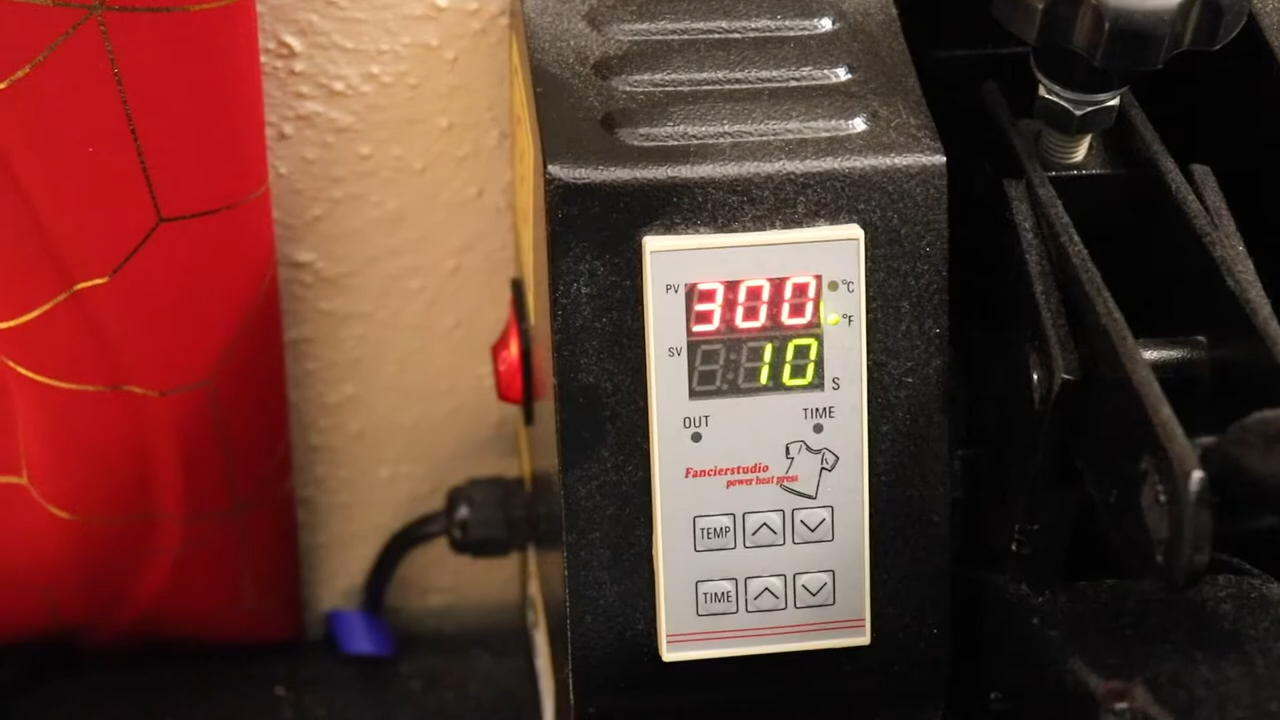 PV 300 °C
°F
SV 10 S
OUT TIME
Fancierstudio
power heat press
TEMP
TIME